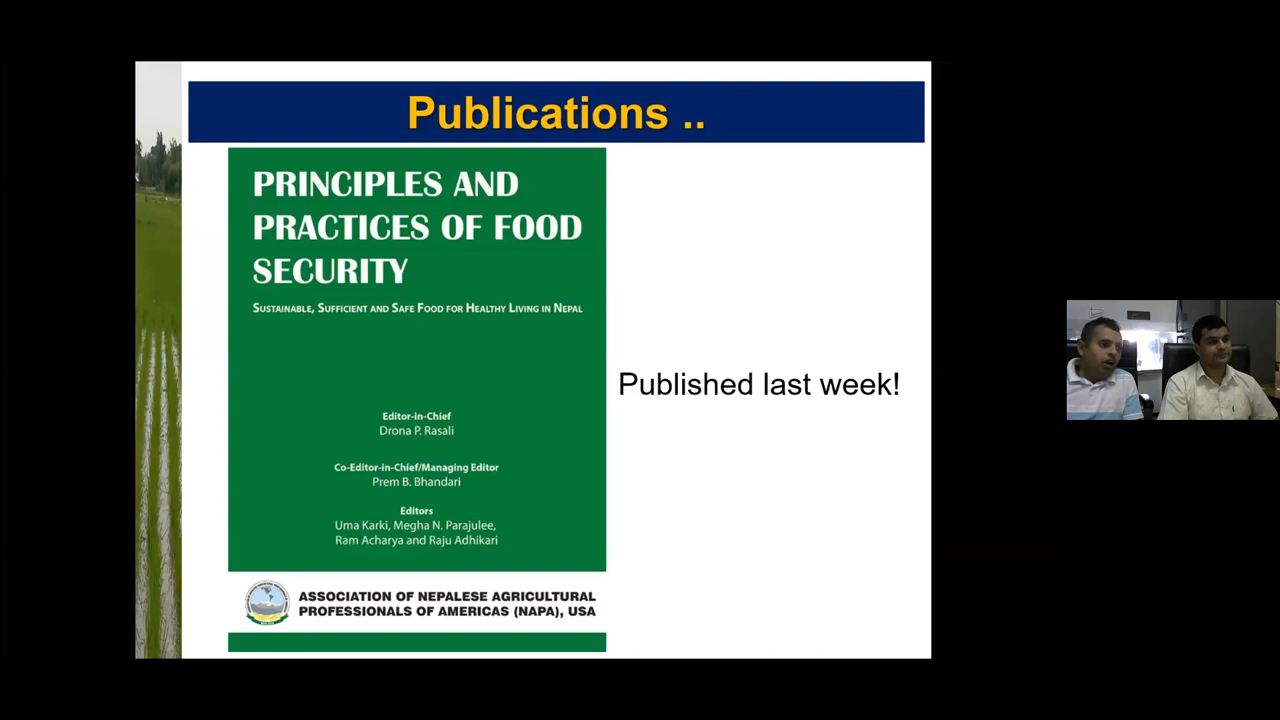 Publications ..
PRINCIPLES AND
PRACTICES OF FOOD
SECURITY
SUSTAINABLE, SUFFICIENT AND SAFE FOOD FOR HEALTHY LIVING IN NEPAL
Editor-in-Chief
Drona P. Rasali
Co-Editor-in-Chief/Managing Editor
Prem B. Bhandari
Editors
Uma Karki, Megha N. Parajulee,
Ram Acharya and Raju Adhikari
ASSOCIATION OF NEPALESE AGRICULTURAL
PROFESSIONALS OF AMERICAS (NAPA), USA
Published last week!